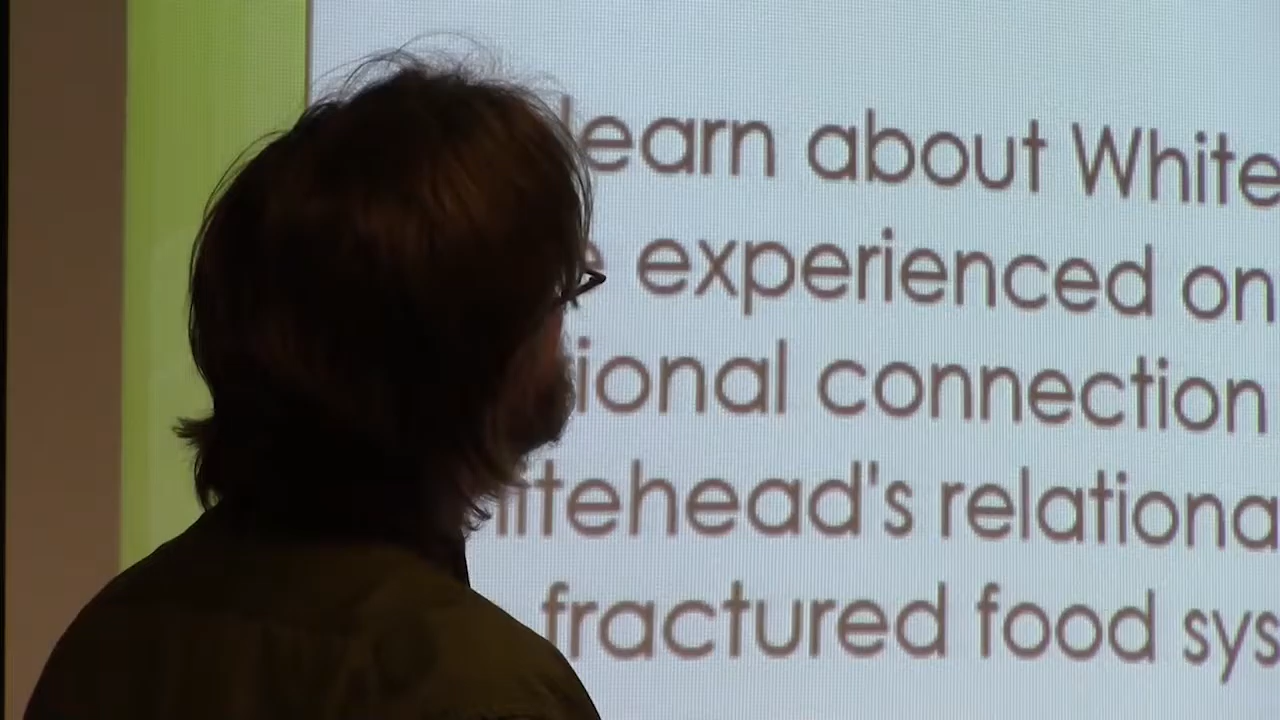 learn about White
experienced on
ional connection
itehead's relationa
fractured food sys